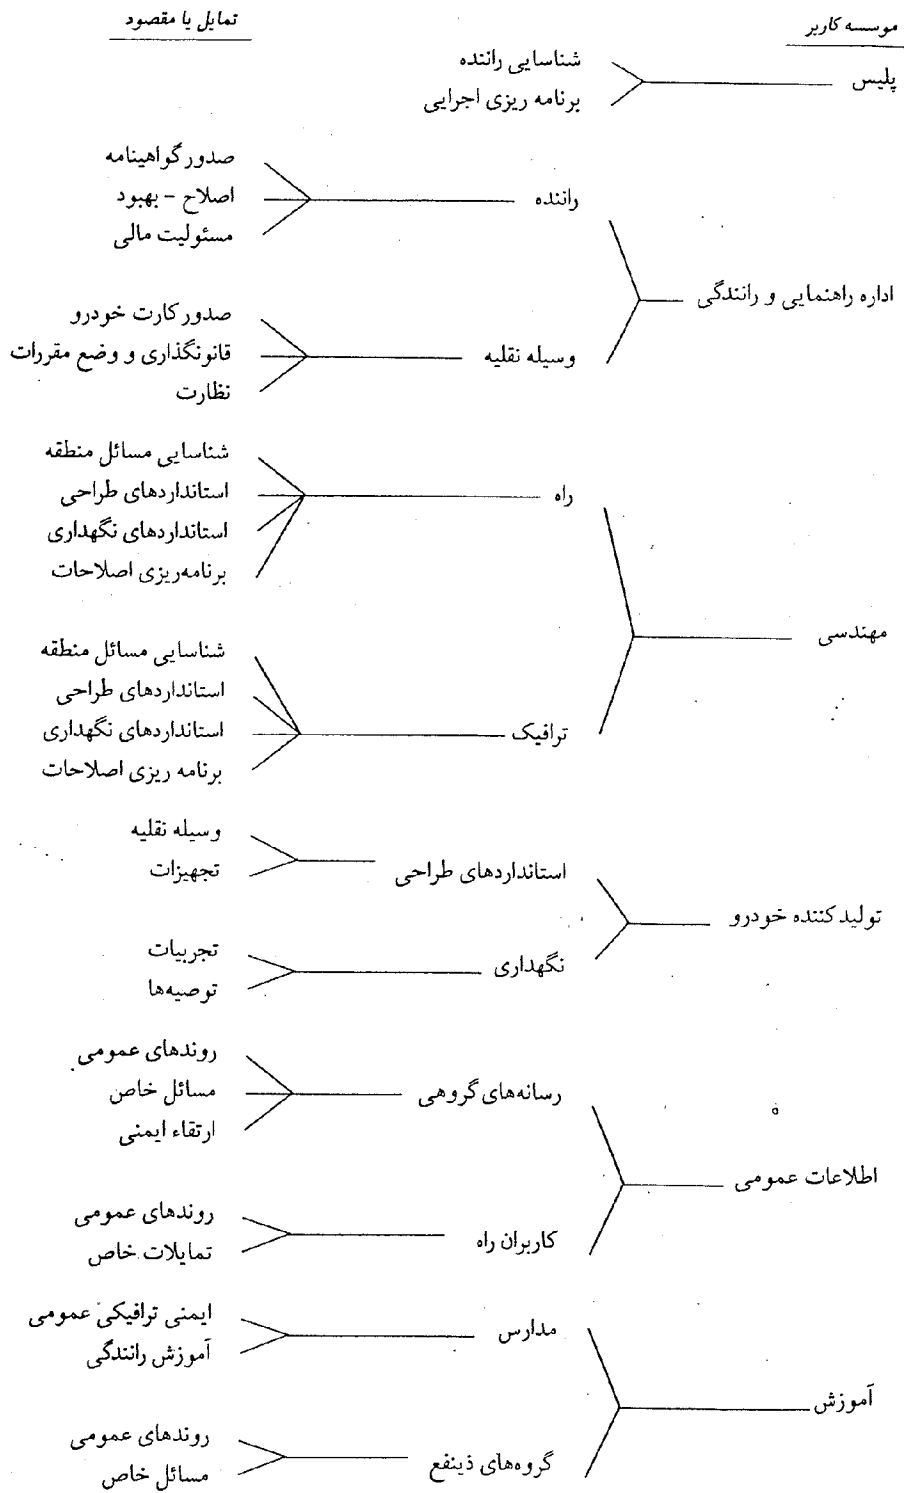 موسسه کاربر
تمایل یا مقصود
پلیس
شناسایی راننده
برنامه ریزی اجرایی
اداره راهنمایی و رانندگی
راننده
صدور گواهینامه
اصلاح – بهبود
مسئولیت مالی
وسیله نقلیه
صدور کارت خودرو
قانونگذاری و وضع مقررات
نظارت
مهندسی
راه
شناسایی مسائل منطقه
استانداردهای طراحی
استانداردهای نگهداری
برنامه‌ریزی اصلاحات
ترافیک
شناسایی مسائل منطقه
استانداردهای طراحی
استانداردهای نگهداری
برنامه ریزی اصلاحات
تولید کننده خودرو
استانداردهای طراحی
وسیله نقلیه
تجهیزات
نگهداری
تجربیات
توصیه‌ها
اطلاعات عمومی
رسانه‌های گروهی
روندهای عمومی
مسائل خاص
ارتقاء ایمنی
کاربران راه
روندهای عمومی
تمایلات خاص
آموزش
مدارس
ایمنی ترافیکی عمومی
آموزش رانندگی
گروه‌های ذینفع
روندهای عمومی
مسائل خاص